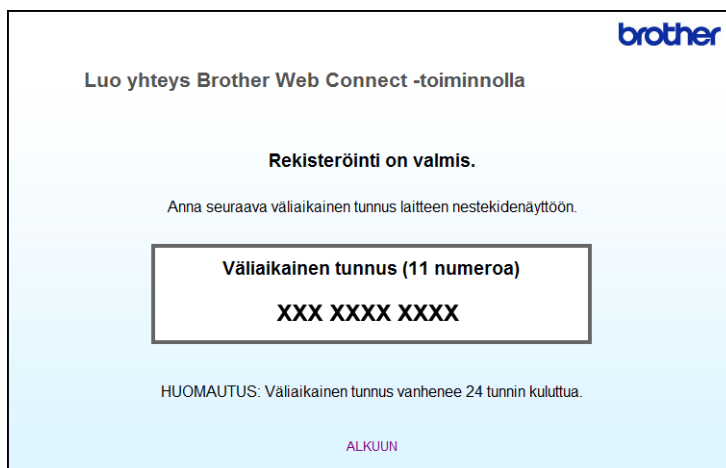 brother
Luo yhteys Brother Web Connect -toiminnolla
Rekisteröinti on valmis.
Anna seuraava väliaikainen tunnus laitteen nestekidenäyttöön.
Väliaikainen tunnus (11 numeroa)
XXX XXXX XXXX
HUOMAUTUS: Väliaikainen tunnus vanhenee 24 tunnin kuluttua.
ALKUUN